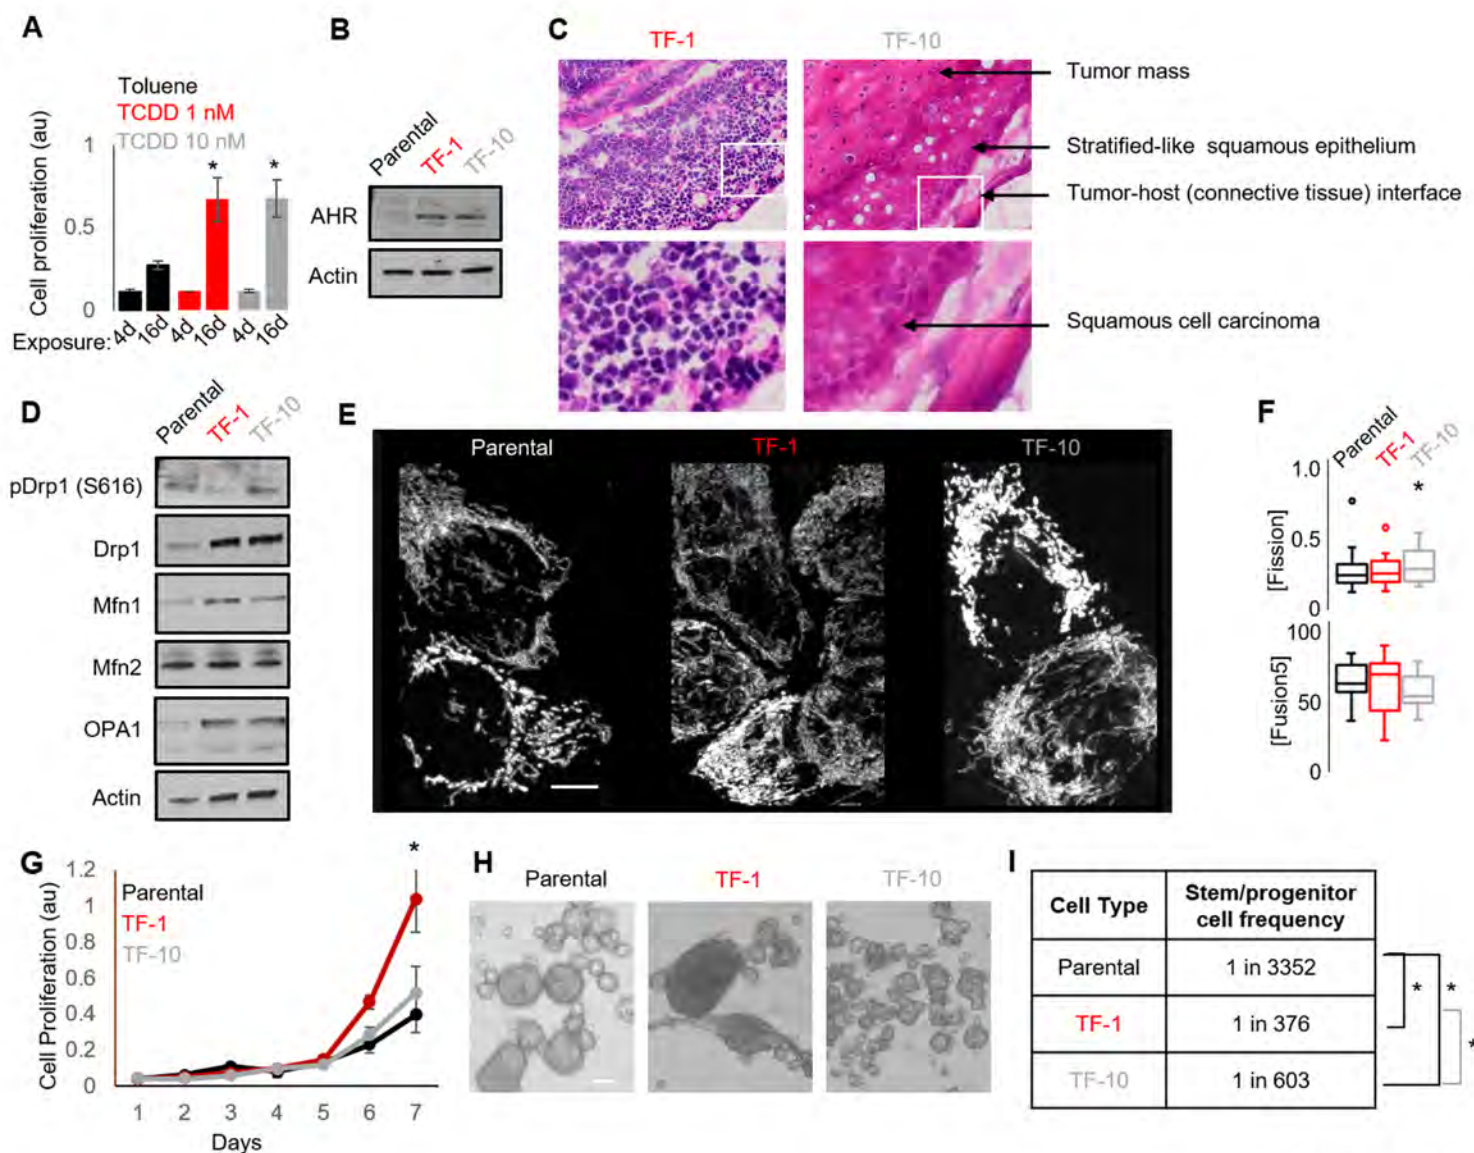 A
Toluene
TCDD 1 nM
TCDD 10 nM
Cell proliferation (au)
1
0.5
0
* *
Exposure: 4d 16d 4d 16d 4d 16d
B
Parental TF-1 TF-10
AHR
Actin
C
TF-1 TF-10
Tumor mass
Stratified-like squamous epithelium
Tumor-host (connective tissue) interface
Squamous cell carcinoma
D
Parental TF-1 TF-10
pDrp1 (S616)
Drp1
Mfn1
Mfn2
OPA1
Actin
E
Parental TF-1 TF-10
F
Parental TF-1 TF-10
*
[Fission]
1.0
0.5
0
[Fusion5]
100
50
0
G
Parental
TF-1
TF-10
*
Cell Proliferation (au)
1.2
1
0.8
0.6
0.4
0.2
0
1 2 3 4 5 6 7
Days
H
Parental TF-1 TF-10
I
Cell Type Stem/progenitor
cell frequency
Parental 1 in 3352
TF-1 1 in 376
TF-10 1 in 603
* * *